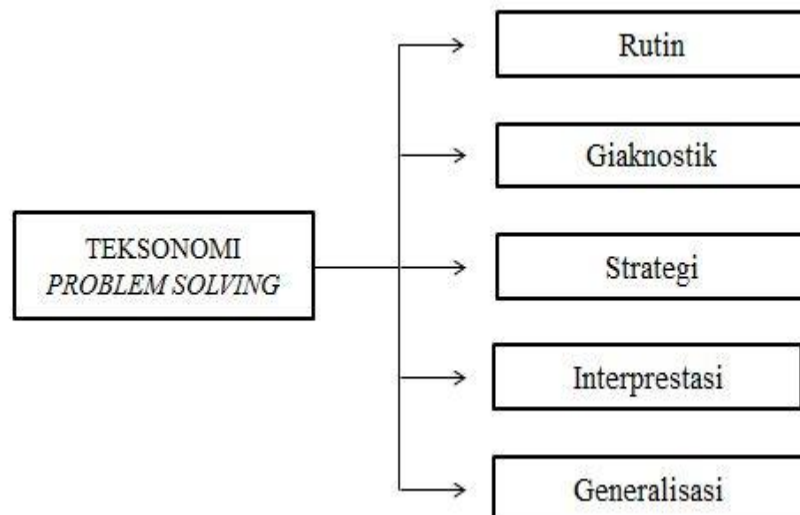 Rutin
Giaknostik
TEKSONOMI
PROBLEM SOLVING
Strategi
Interprestasi
Generalisasi